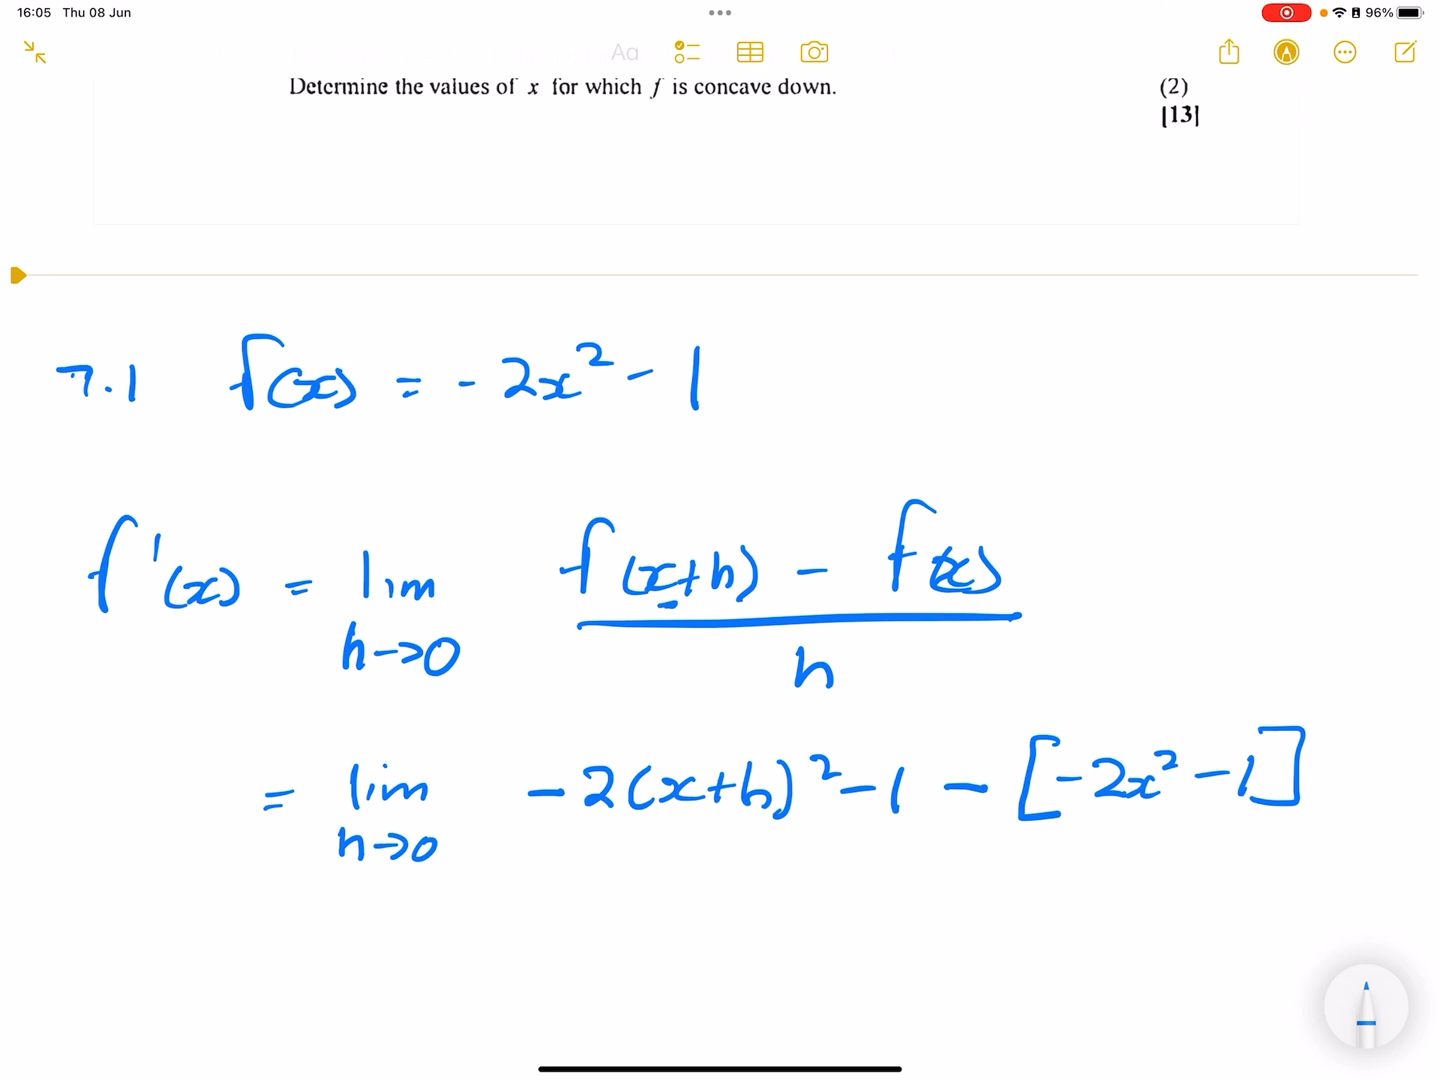 16:05 Thu 08 Jun
96%
Aa
Determine the values of x for which f is concave down. (2)
[13]
7.1 f(x) = -2x² - 1
f'(x) = lim f(x+h) - f(x)
h→0 h
= lim -2(x+h)² - 1 - [-2x² - 1]
h→0